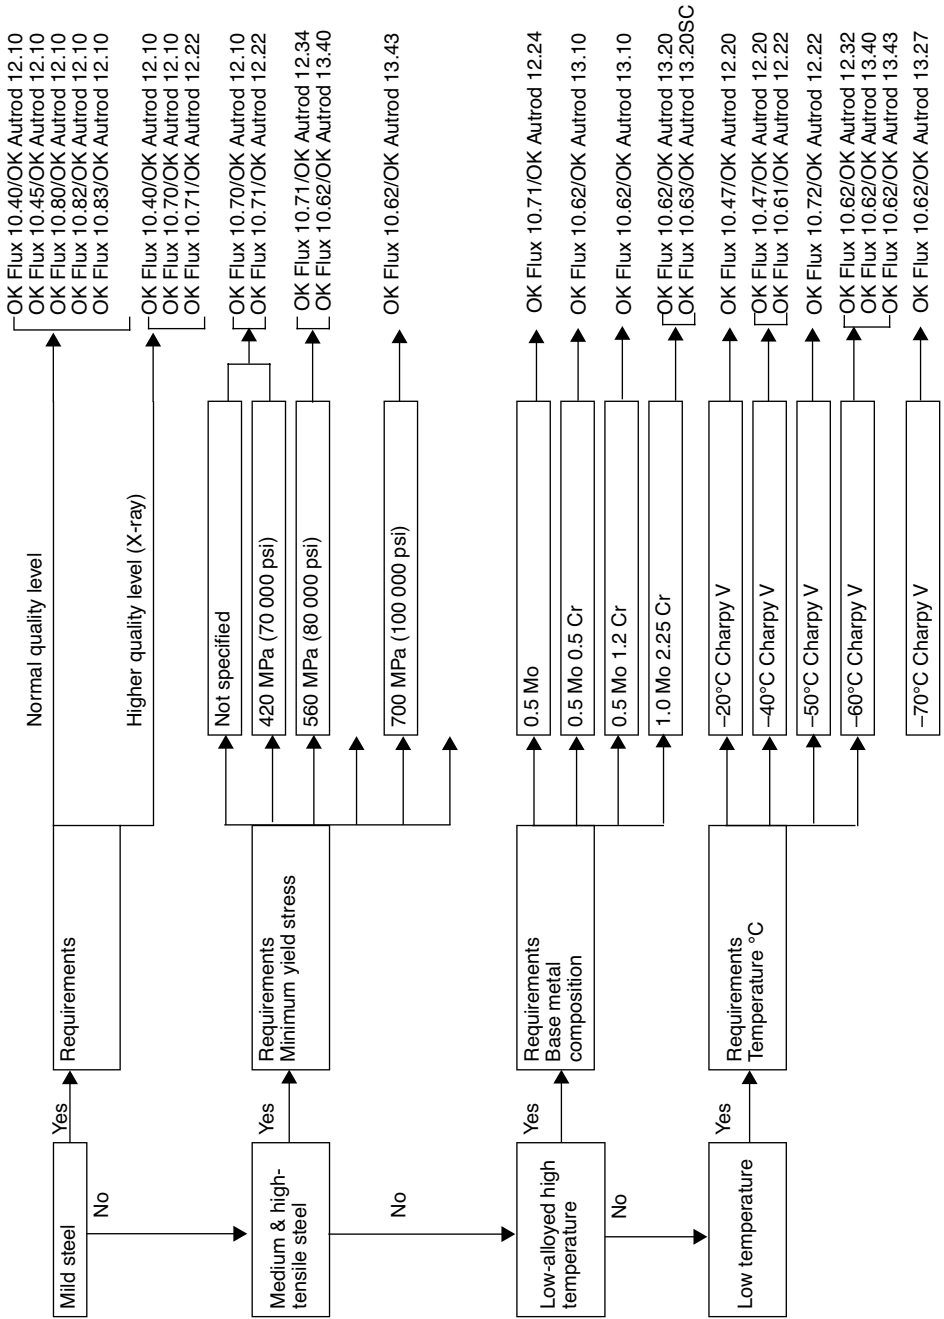 Mild steel
Yes
No
Requirements
Normal quality level
Higher quality level (X-ray)
OK Flux 10.40/OK Autrod 12.10
OK Flux 10.45/OK Autrod 12.10
OK Flux 10.80/OK Autrod 12.10
OK Flux 10.82/OK Autrod 12.10
OK Flux 10.83/OK Autrod 12.10
OK Flux 10.40/OK Autrod 12.10
OK Flux 10.70/OK Autrod 12.10
OK Flux 10.71/OK Autrod 12.22
Medium & high-
tensile steel
Yes
No
Requirements
Minimum yield stress
Not specified
420 MPa (70 000 psi)
560 MPa (80 000 psi)
700 MPa (100 000 psi)
OK Flux 10.70/OK Autrod 12.10
OK Flux 10.71/OK Autrod 12.22
OK Flux 10.71/OK Autrod 12.34
OK Flux 10.62/OK Autrod 13.40
OK Flux 10.62/OK Autrod 13.43
Low-alloyed high
temperature
Yes
No
Requirements
Base metal
composition
0.5 Mo
0.5 Mo 0.5 Cr
0.5 Mo 1.2 Cr
1.0 Mo 2.25 Cr
OK Flux 10.71/OK Autrod 12.24
OK Flux 10.62/OK Autrod 13.10
OK Flux 10.62/OK Autrod 13.10
OK Flux 10.62/OK Autrod 13.20
OK Flux 10.63/OK Autrod 13.20SC
Low temperature
Yes
Requirements
Temperature °C
–20°C Charpy V
–40°C Charpy V
–50°C Charpy V
–60°C Charpy V
–70°C Charpy V
OK Flux 10.47/OK Autrod 12.20
OK Flux 10.47/OK Autrod 12.20
OK Flux 10.61/OK Autrod 12.22
OK Flux 10.72/OK Autrod 12.22
OK Flux 10.62/OK Autrod 12.32
OK Flux 10.62/OK Autrod 13.40
OK Flux 10.62/OK Autrod 13.43
OK Flux 10.62/OK Autrod 13.27